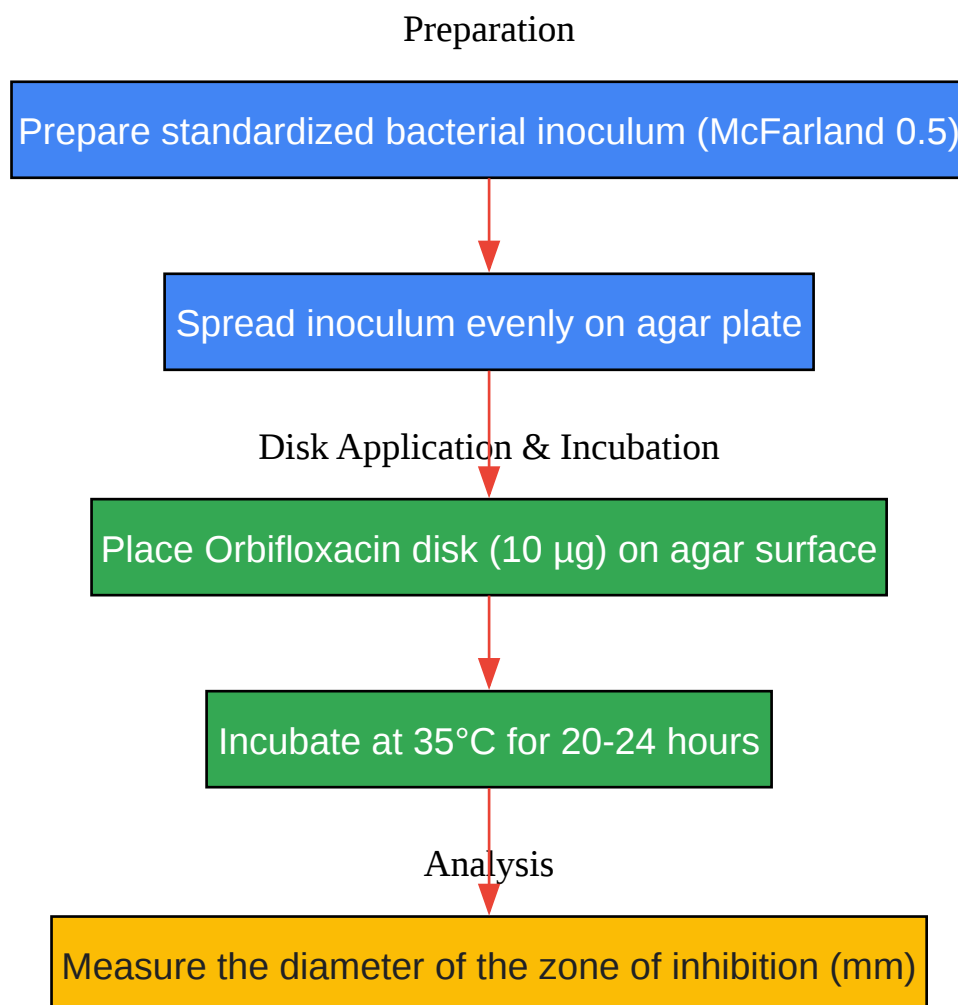 Preparation
Prepare standardized bacterial inoculum (McFarland 0.5)
Spread inoculum evenly on agar plate
Disk Application & Incubation
Place Orbifloxacin disk (10 µg) on agar surface
Incubate at 35°C for 20-24 hours
Analysis
Measure the diameter of the zone of inhibition (mm)